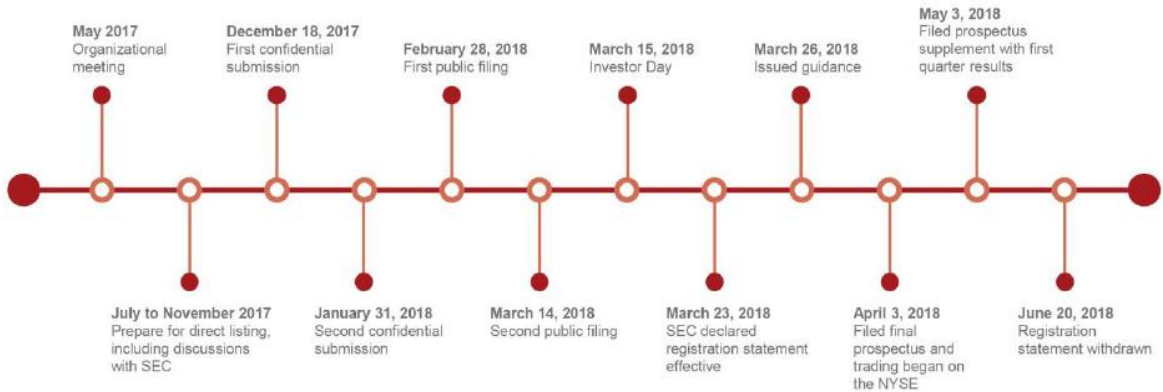 May 2017
Organizational
meeting
July to November 2017
Prepare for direct listing,
including discussions
with SEC
December 18, 2017
First confidential
submission
January 31, 2018
Second confidential
submission
February 28, 2018
First public filing
March 14, 2018
Second public filing
March 15, 2018
Investor Day
March 23, 2018
SEC declared
registration statement
effective
March 26, 2018
Issued guidance
April 3, 2018
Filed final
prospectus and
trading began on
the NYSE
May 3, 2018
Filed prospectus
supplement with first
quarter results
June 20, 2018
Registration
statement withdrawn